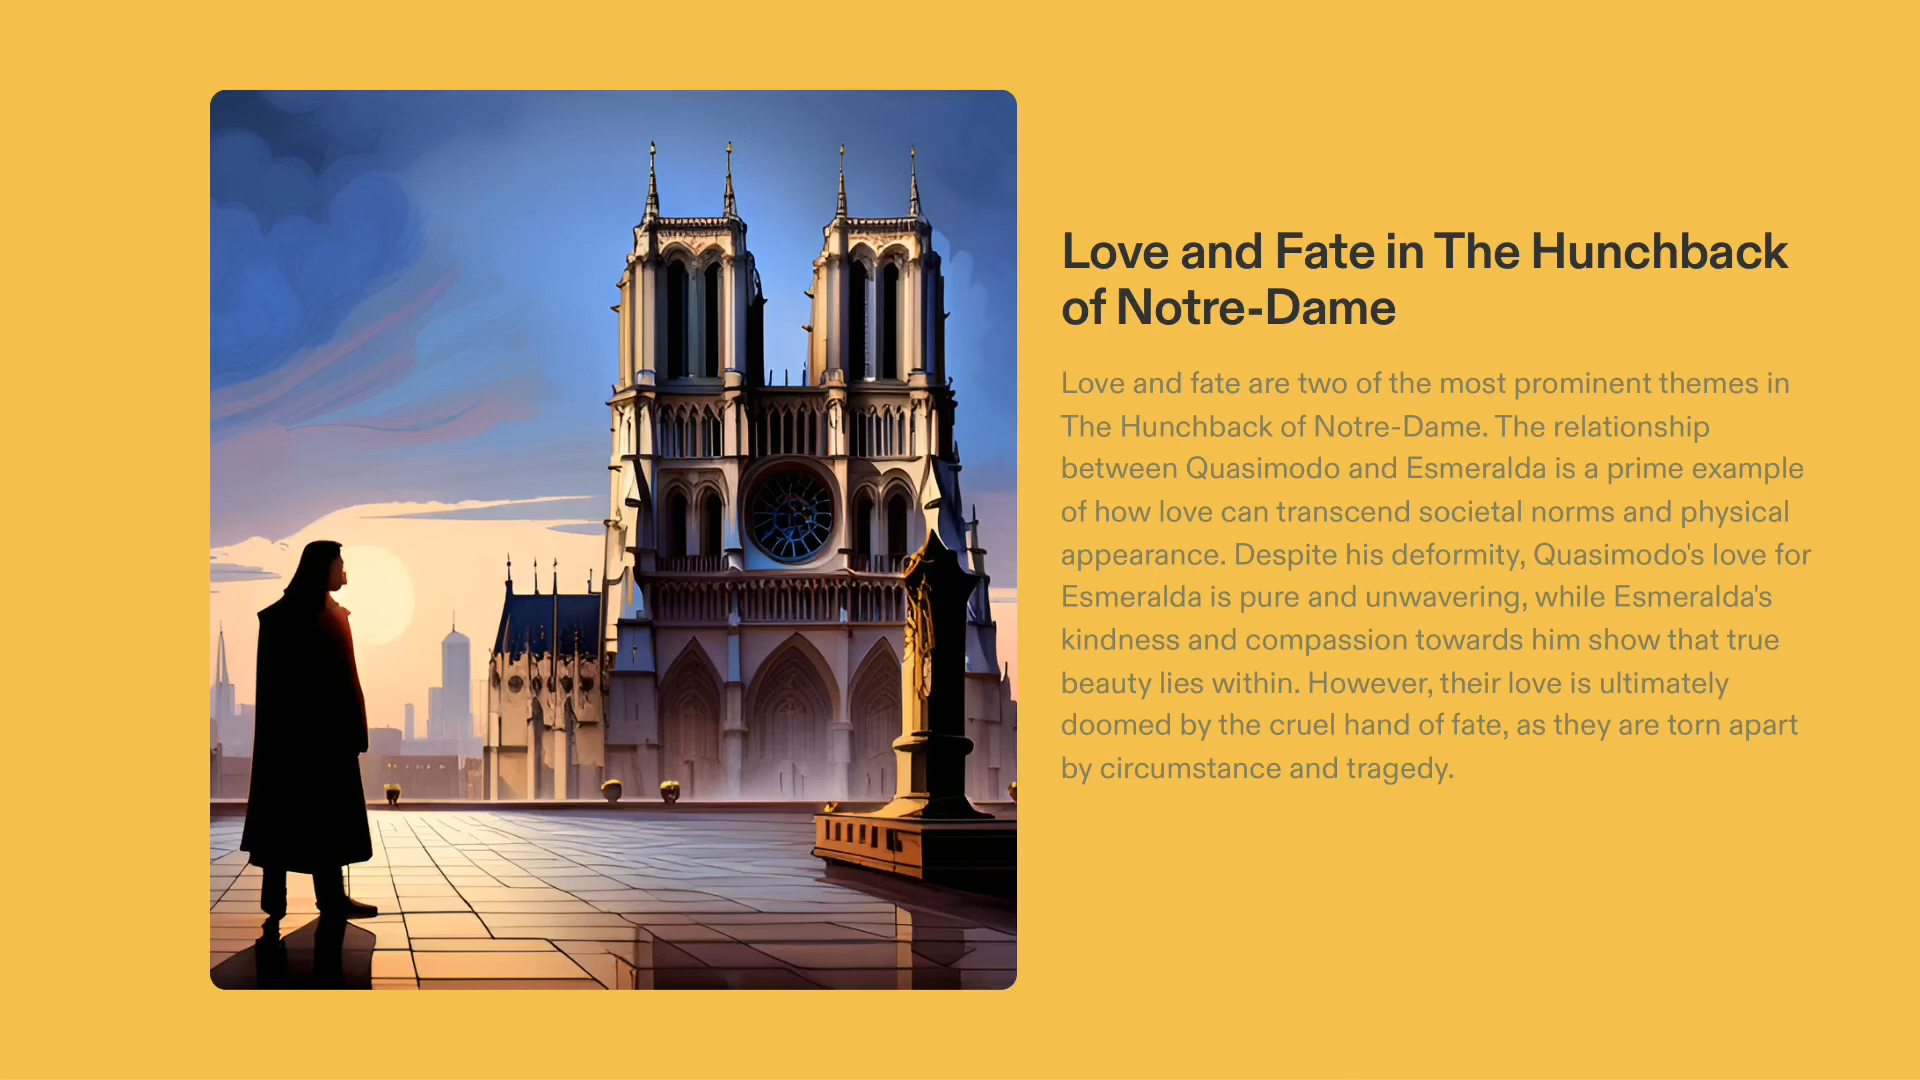 Love and Fate in The Hunchback
of Notre-Dame
Love and fate are two of the most prominent themes in
The Hunchback of Notre-Dame. The relationship
between Quasimodo and Esmeralda is a prime example
of how love can transcend societal norms and physical
appearance. Despite his deformity, Quasimodo's love for
Esmeralda is pure and unwavering, while Esmeralda's
kindness and compassion towards him show that true
beauty lies within. However, their love is ultimately
doomed by the cruel hand of fate, as they are torn apart
by circumstance and tragedy.